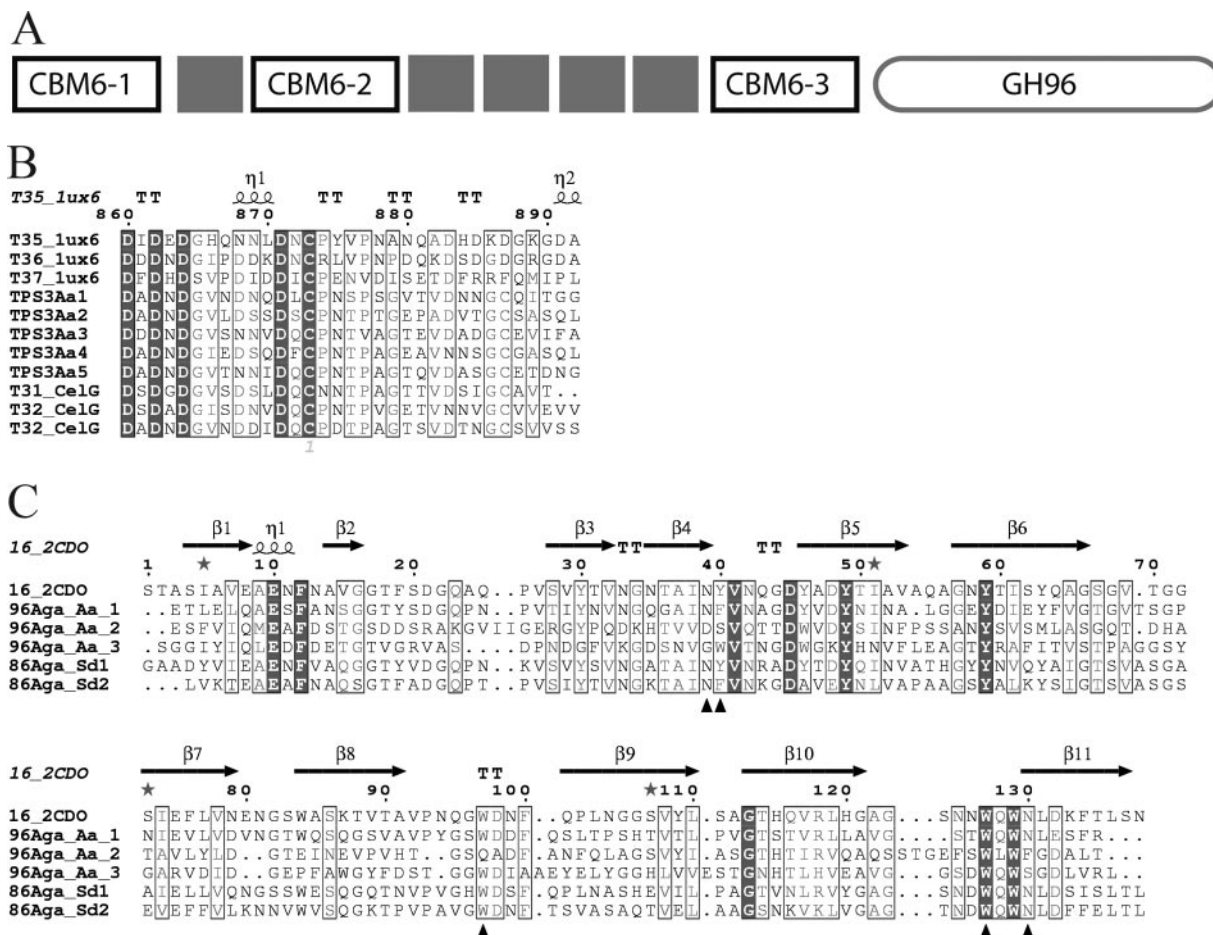 A
CBM6-1 CBM6-2 CBM6-3 GH96
B
η1 η2
T35_1ux6 TT TT TT TT
860 870 880 890
T35_1ux6 DIDEDGHQNNLDNCPYVPNANQADHDKDGKGDA
T36_1ux6 DDDNDGIPDDKDNCRLVPNPDQKDSDGDGRGDA
T37_1ux6 DFDHDSVPDIDDICPENVDISETDFRRFQMIPL
TPS3Aa1 DADNDGVNDNQDLCPNSPSGVTVDNNGCQITGG
TPS3Aa2 DADNDGVLDSSDSCPNTPTGEPADVTGCSASQL
TPS3Aa3 DDDNDGVSNNVDQCPNTVAGTEVDADGCEVIFA
TPS3Aa4 DADNDGIEDSQDFCPNTPAGEAVNNSGCGASQL
TPS3Aa5 DADNDGVTNNIDQCPNTPAGTQVDASGCETDNG
T31_CelG DSDGDGVSDSLDQCNNTPAGTTVDSIGCAVT..
T32_CelG DSDADGISDNVDQCPNTPVGETVNNVGCVVEVV
T32_CelG DADNDGVNDDIDQCPDTPAGTSVDTNGCSVVSS
1
C
β1 η1 β2 β3 β4 β5 β6
16_2CDO TT TT
1 10 20 30 40 50 60 70
16_2CDO STASIAVEAENFNAVGGTFSDGQAQ..PVSVYTVNGNTAINYVNQGDYADYTIAVAQAGNYTISYQAGSGV.TGG
96Aga_Aa_1 ..ETLELQAESFANSGGTYSDGQPN..PVTIYNVNGQGAINFVNAGDYVDYNINA.LGGEYDIEYFVGTGVTSGP
96Aga_Aa_2 ..ESFVIQMEAFDSTGSDDSRAKGVIIGERGYPQDKHTVVDSVQTTDWVDYSINFPSSANYSVSMLASGQT.DHA
96Aga_Aa_3 .SGGIYIQLEDFDETGTVGRVAS....DPNDGFVKGDSNVGWVTNGDWGKYHNVFLEAGTYRAFITVSTPAGGSY
86Aga_Sd1 GAADYVIEAENFVAQGGTYVDGQPN..KVSVYSVNGATAINYVNRADYTDYQINVATHGYYNVQYAIGTSVASGA
86Aga_Sd2 ...LVKTEAEAFNAQSGTFADGQPT..PVSIYTVNGKTAINFVNKGDAVEYNLVAPAAGSYALKYSIGTSVASGS
β7 β8 β9 β10 β11
16_2CDO TT
80 90 100 110 120 130
16_2CDO SIEFLVNENGSWASKTVTAVPNQGWDNF..QPLNGGSVYL.SAGTHQVRLHGAG...SNNWQWNLDKFTLSN
96Aga_Aa_1 NIEVLVDVNGTWQSQGSVAVPYGSWDSF..QSLTPSHTVTL.PVGTSTVRLLAVG....STWQWNLESFR...
96Aga_Aa_2 TAVLYLD..GTEINEVPVHT..GSQADF.ANFQLAGSVYI.ASGTHTIRVQAQSSTGEFSWLWFGDALT....
96Aga_Aa_3 GARVDID..GEPFAWGYFDST.GGWDIAAEYELYGGHLVVESTGNHTLHVEAVG...GSDWQWSGDLVRL...
86Aga_Sd1 AIELLVQNGSSWESQGQTNVPVGHWDSF..QPLNASHEVIL.PAGTVNLRVYGAG...SNDWQWNLDSISLTL
86Aga_Sd2 EVEFFVLKNNVWVSQGKTPVPAVGWDNF.TSVASAQTVEL.AAGSNKVKLVGAG...TNDWQWNLDFFELTL